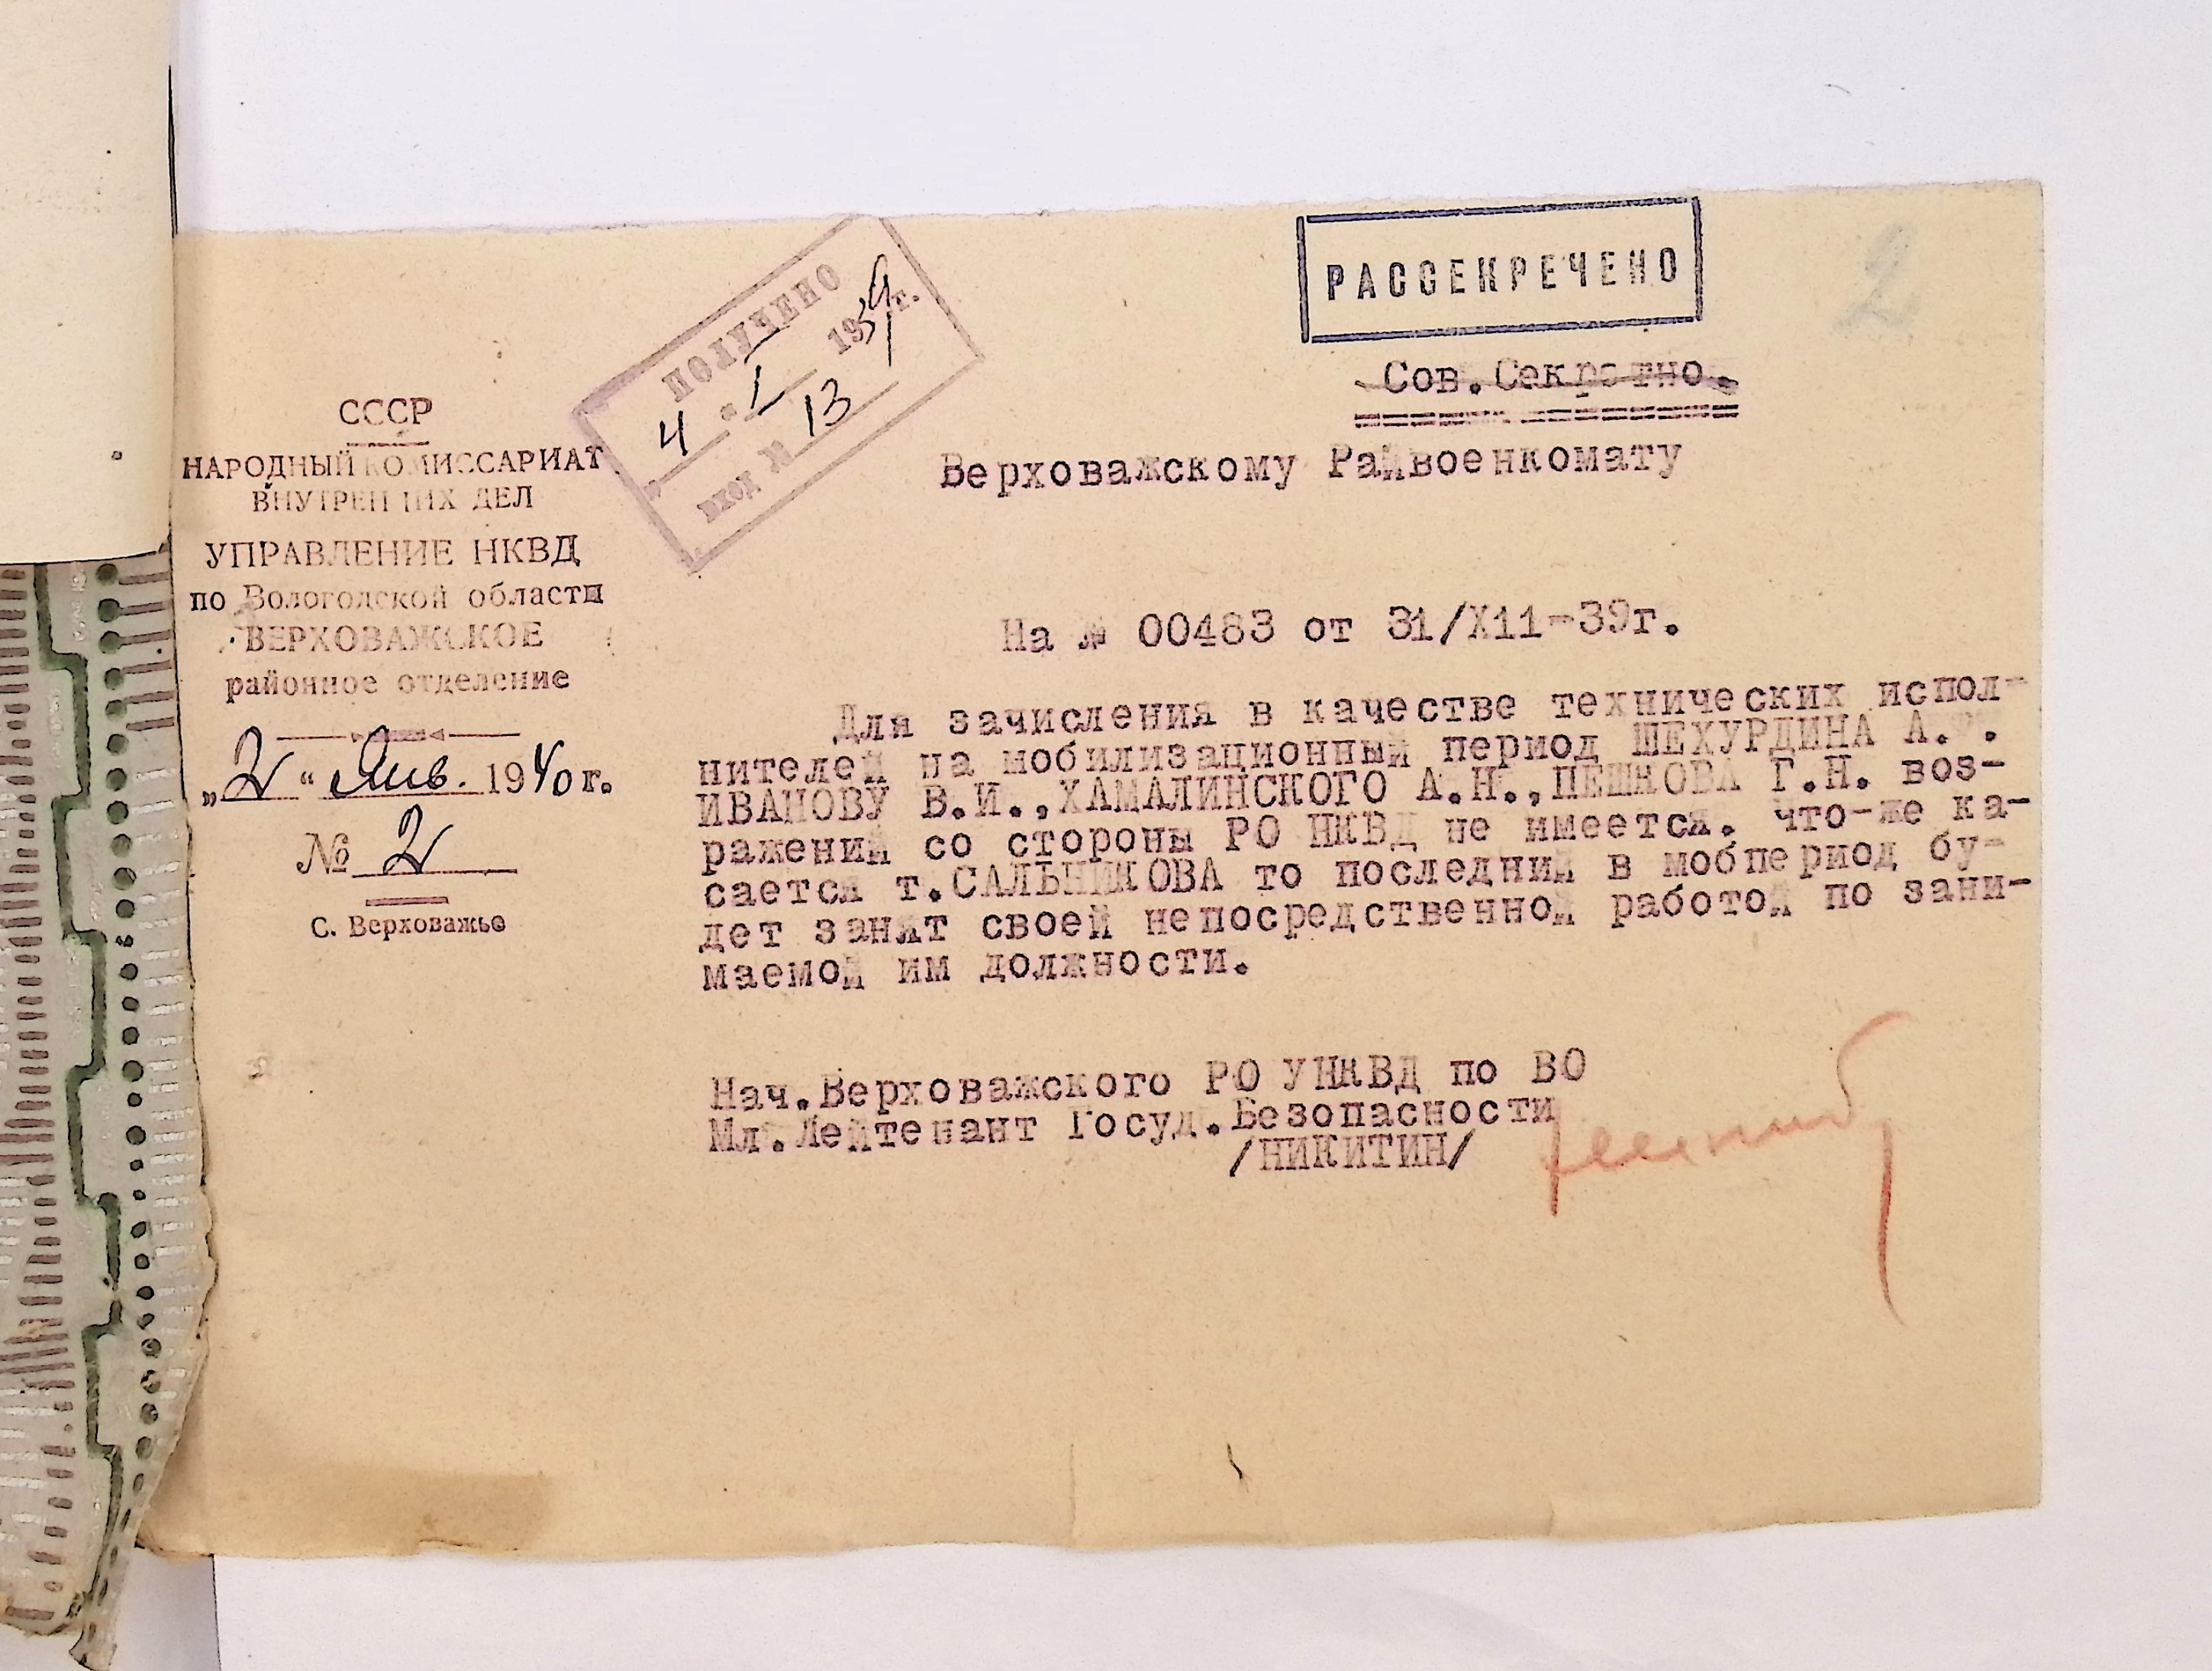 РАССЕКРЕЧЕНО
2
ПОЛУЧЕНО
4 " 1 1939г.
вход № 13
Сов.Секретно.
СССР
НАРОДНЫЙ КОМИССАРИАТ
ВНУТРЕННИХ ДЕЛ
УПРАВЛЕНИЕ НКВД
по Вологодской области
ВЕРХОВАЖСКОЕ
районное отделение
„2“ Янв. 1940г.
№ 2
С. Верховажье
Верховажскому Райвоенкомату
На № 00483 от 31/Х11-39г.
Для зачисления в качестве технических испол-
нителей на мобилизационный период ШЕХУРДИНА А.
ИВАНОВУ В.И.,ХАМАЛИНСКОГО А.Н.,ПЕШКОВА Г.Н. воз-
ражений со стороны РО НКВД не имеется. что-же ка-
сается т.САЛЬНИКОВА то последний в мобпериод бу-
дет занят своей непосредственной работой по зани-
маемой им должности.
Нач.Верховажского РО УНКВД по ВО
Мл.Лейтенант Госуд.Безопасности
/НИКИТИН/